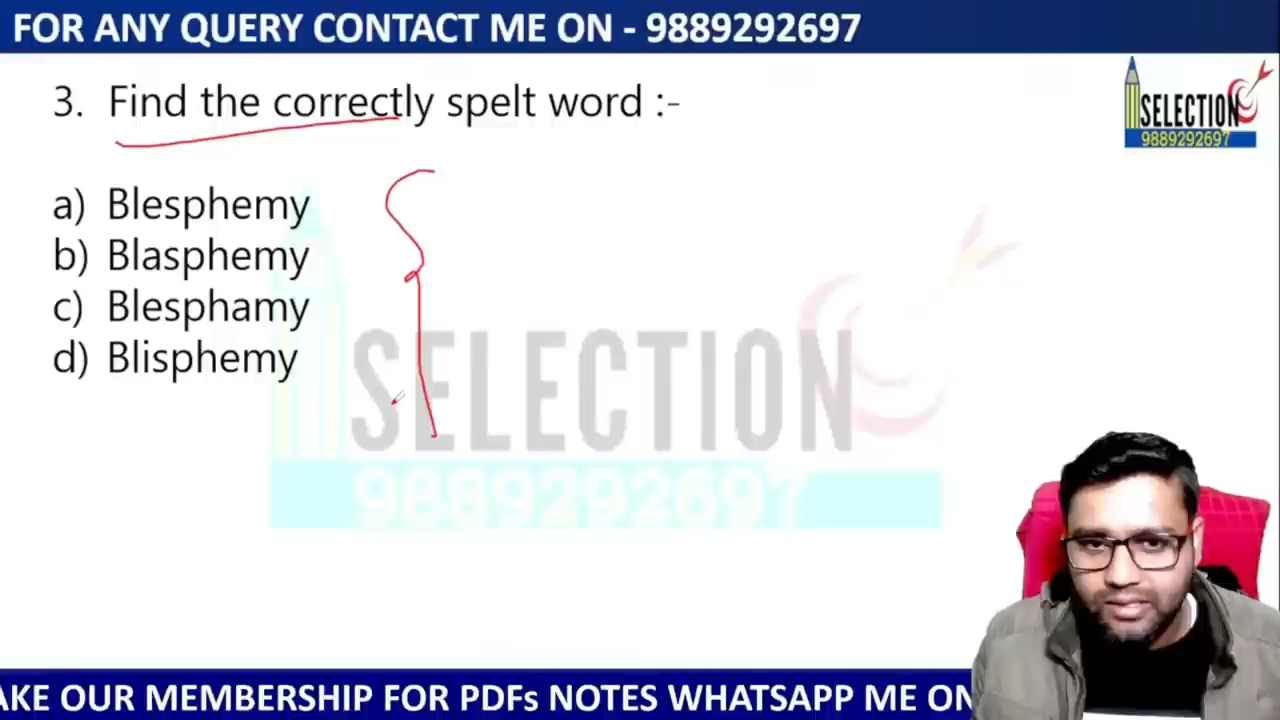 FOR ANY QUERY CONTACT ME ON - 9889292697
SELECTION
9889292697
3. Find the correctly spelt word :-
a) Blesphemy
b) Blasphemy
c) Blesphamy
d) Blisphemy
SELECTION
9889292697
AKE OUR MEMBERSHIP FOR PDFs NOTES WHATSAPP ME ON